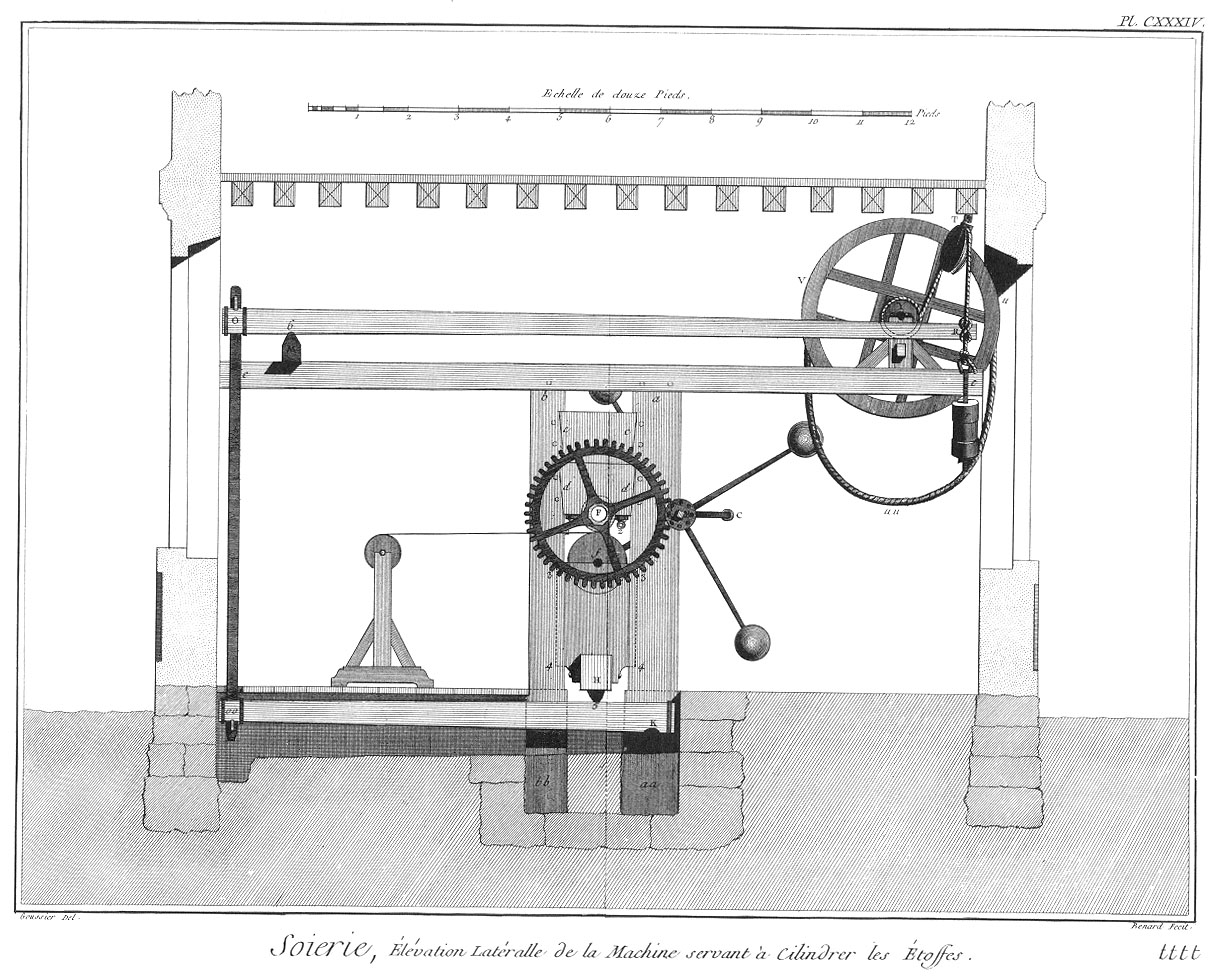 Pl. CXXXIV.
Echelle de douze Pieds.
1 2 3 4 5 6 7 8 9 10 11 12 Pieds
T
V
u
O
6
R
e
t
b
a
c c
uu
d d
F
C
f
4 4
H
5
K
bb
aa
Goussier Del.
Benard Fecit.
Soierie, Élévation Latéralle de la Machine servant à Cilindrer les Étoffes.
tttt